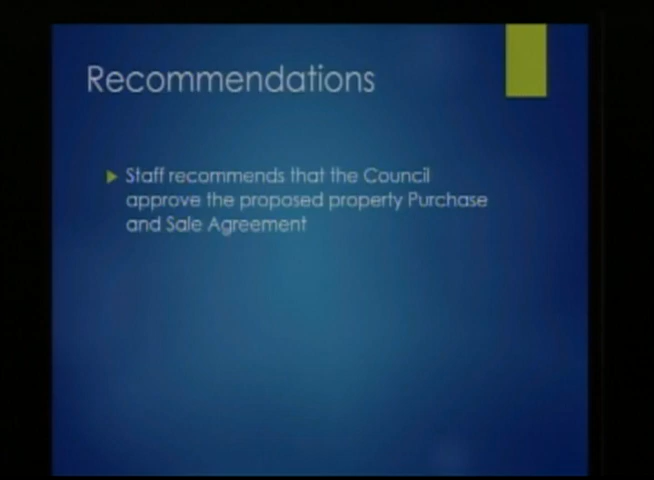 Recommendations
Staff recommends that the Council
approve the proposed property Purchase
and Sale Agreement